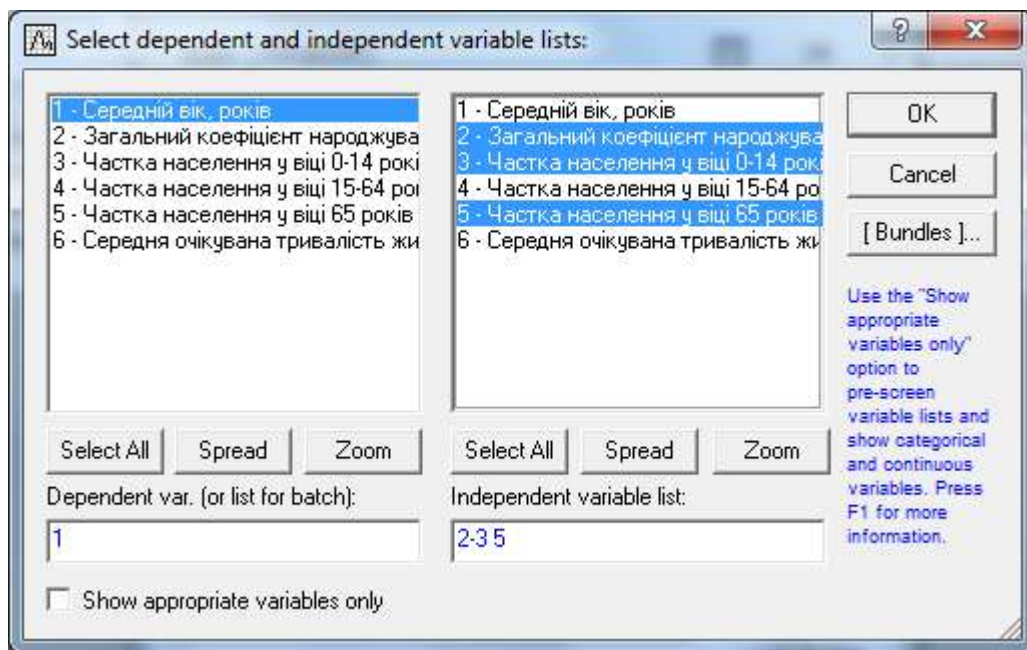 Select dependent and independent variable lists:
1 - Середній вік, років
2 - Загальний коефіцієнт народжува
3 - Частка населення у віці 0-14 рокі
4 - Частка населення у віці 15-64 рок
5 - Частка населення у віці 65 років
6 - Середня очікувана тривалість жи
1 - Середній вік, років
2 - Загальний коефіцієнт народжува
3 - Частка населення у віці 0-14 рокі
4 - Частка населення у віці 15-64 ро
5 - Частка населення у віці 65 років
6 - Середня очікувана тривалість жи
OK
Cancel
[ Bundles ]...
Use the "Show
appropriate
variables only"
option to
pre-screen
variable lists and
show categorical
and continuous
variables. Press
F1 for more
information.
Select All
Spread
Zoom
Select All
Spread
Zoom
Dependent var. (or list for batch):
Independent variable list:
1
2-3 5
Show appropriate variables only